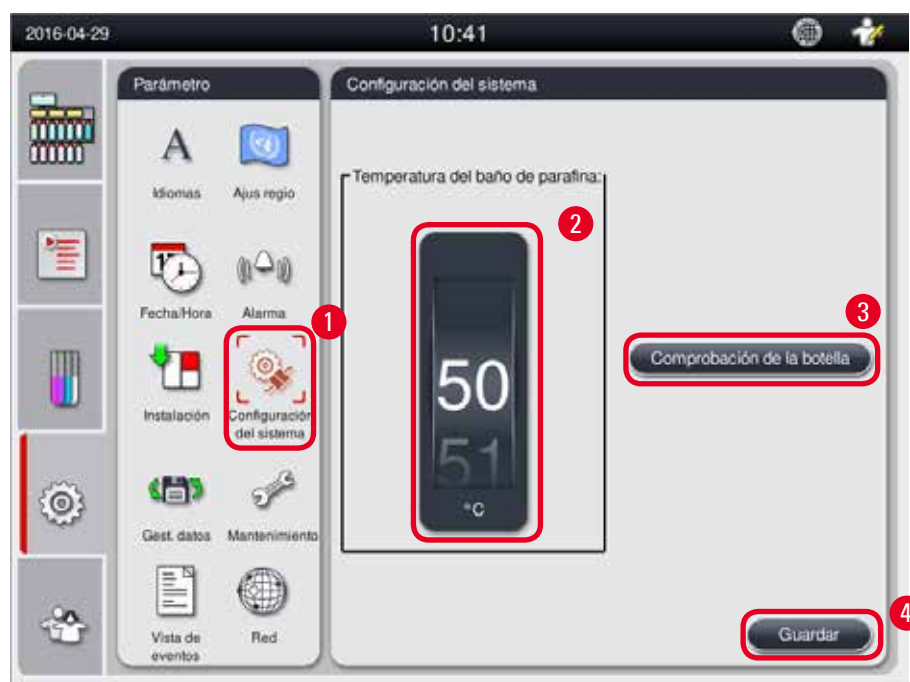 2016-04-29
10:41
Parámetro
Idiomas
Ajus regio
Fecha/Hora
Alarma
1
Instalación
Configuración
del sistema
Gest. datos
Mantenimiento
Vista de
eventos
Red
Configuración del sistema
Temperatura del baño de parafina:
2
50
51
°C
3
Comprobación de la botella
4
Guardar